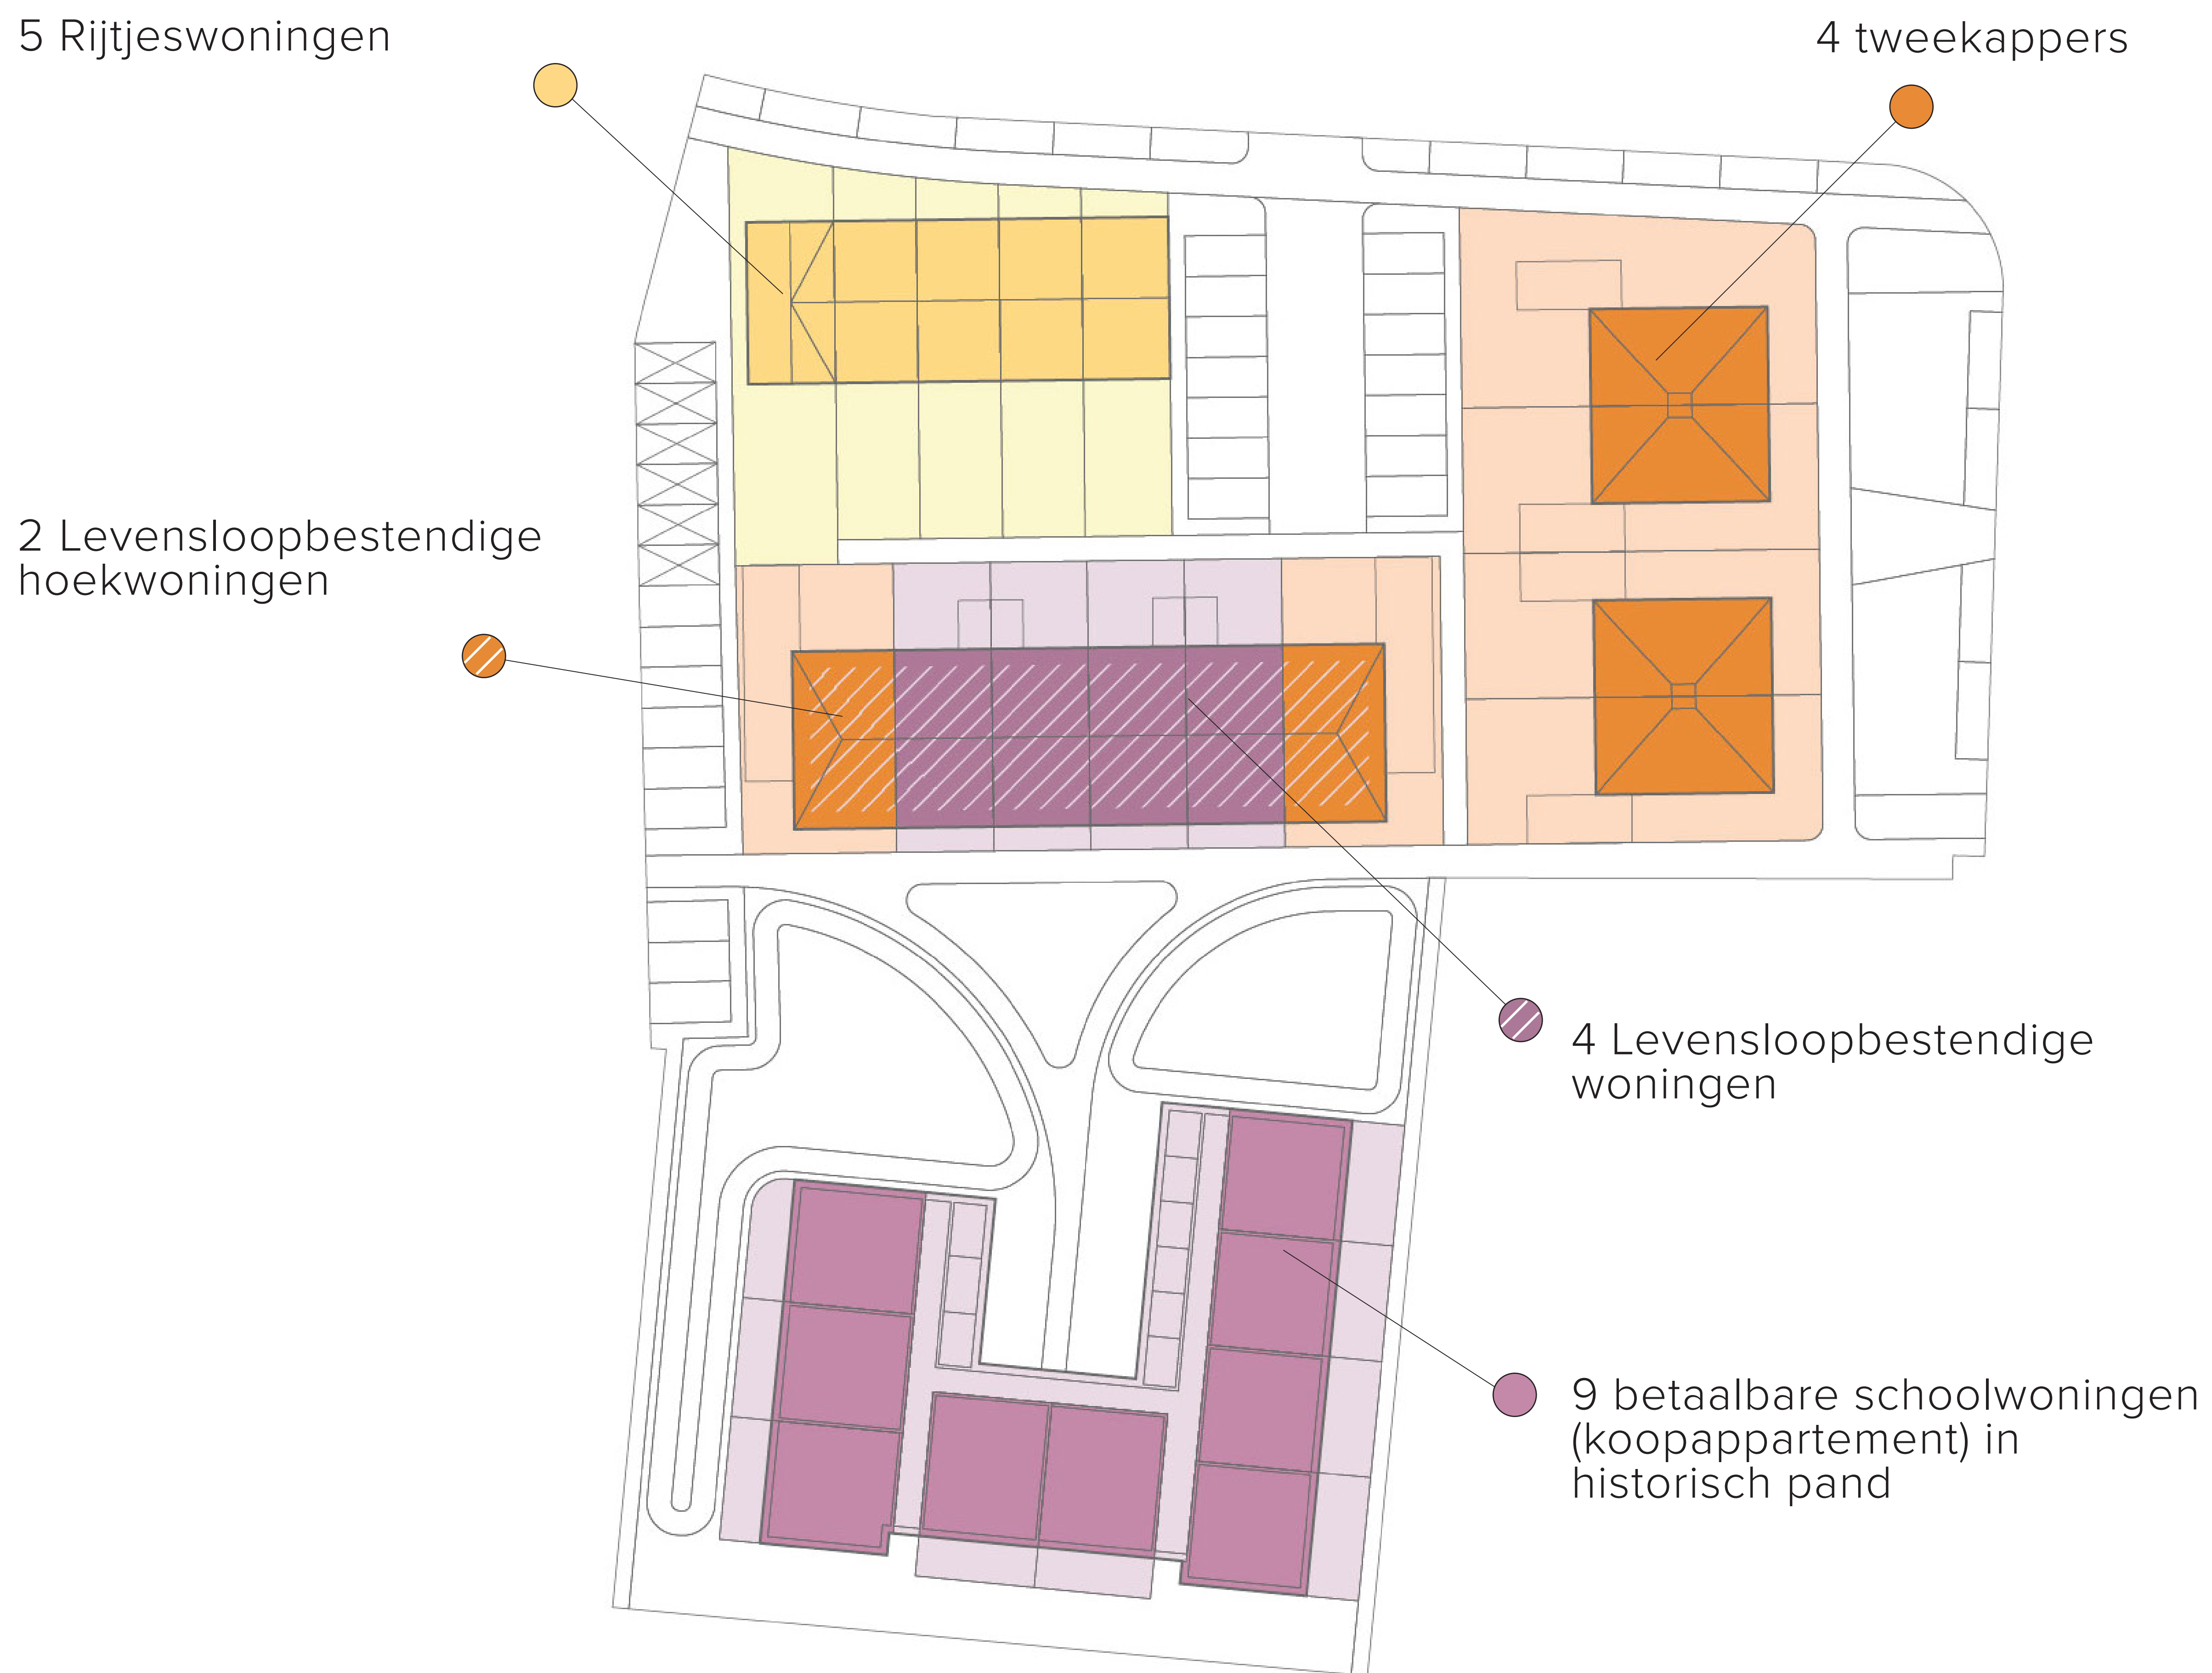 5 Rijtjeswoningen
4 tweekappers
2 Levensloopbestendige
hoekwoningen
4 Levensloopbestendige
woningen
9 betaalbare schoolwoningen
(koopappartement) in
historisch pand